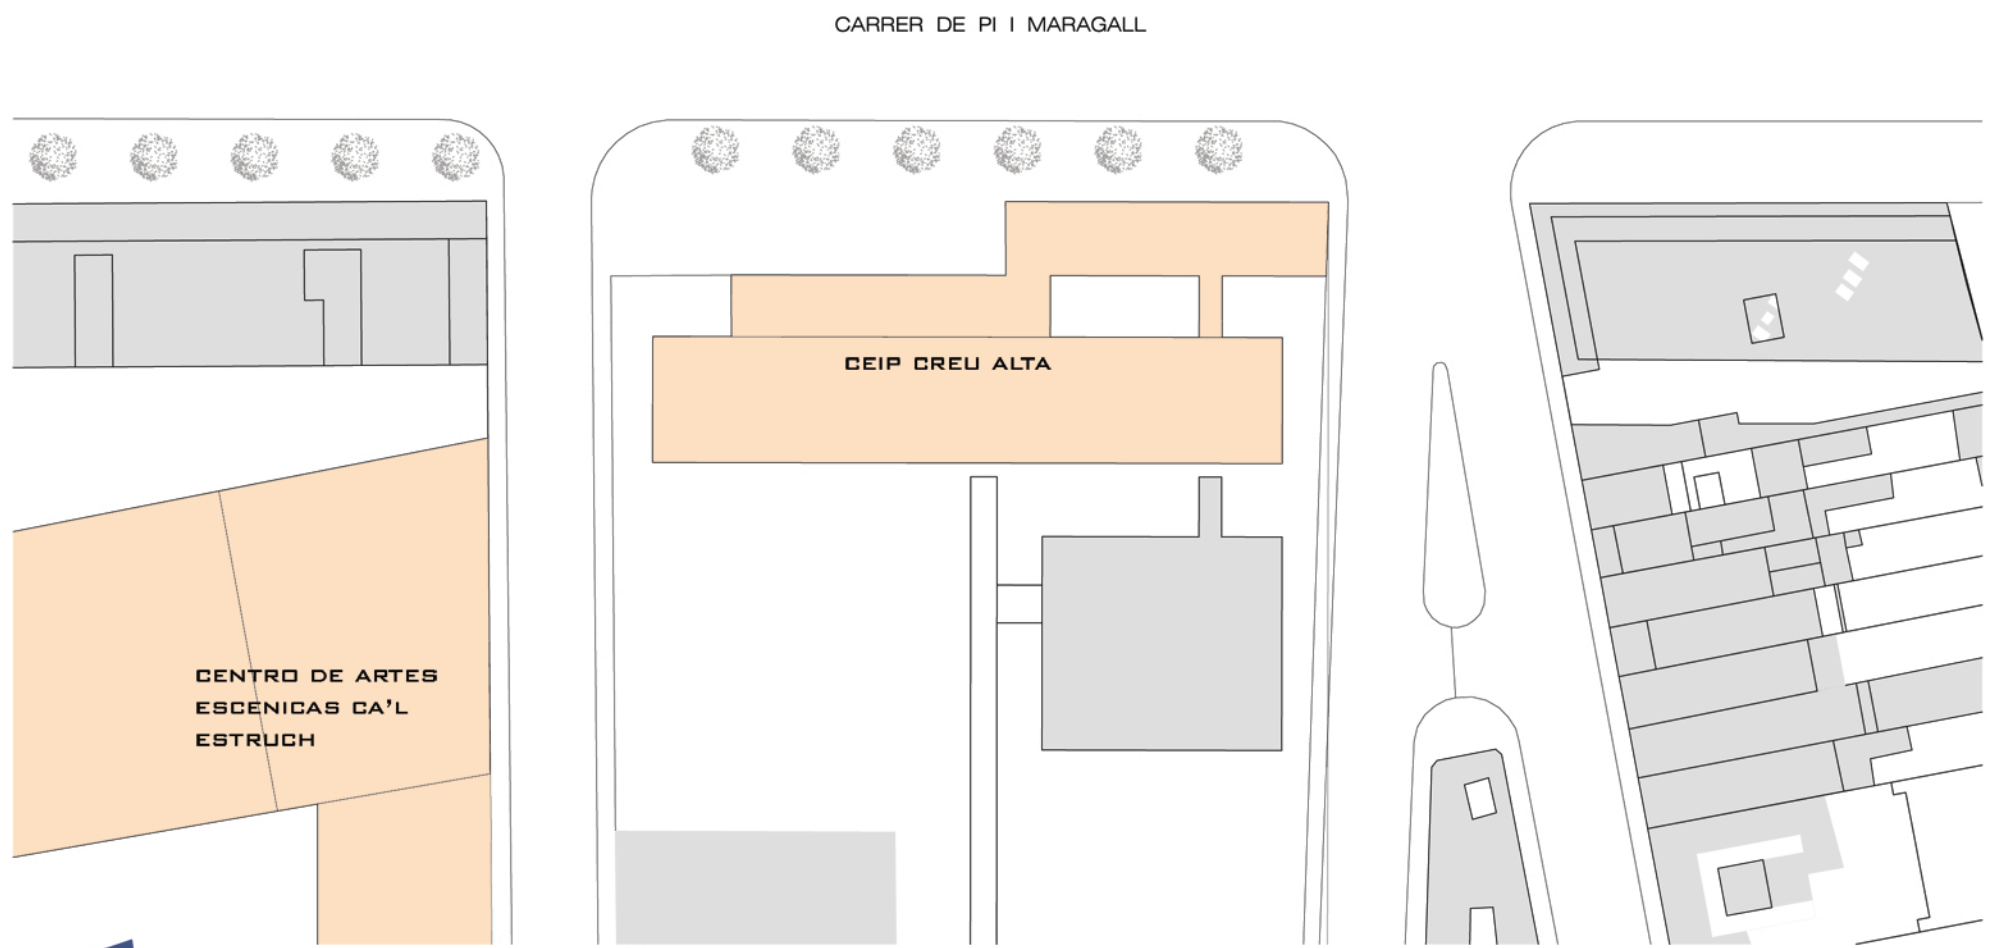 CARRER DE PI I MARAGALL
CEIP CREU ALTA
CENTRO DE ARTES
ESCENICAS CA'L
ESTRUCH